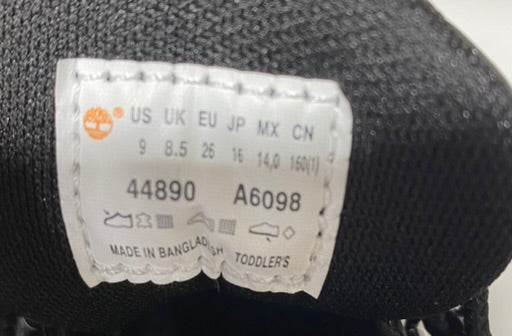 ® US UK EU JP MX CN
9 8.5 26 16 14,0 160(1)
44890 A6098
MADE IN BANGLADESH TODDLER'S